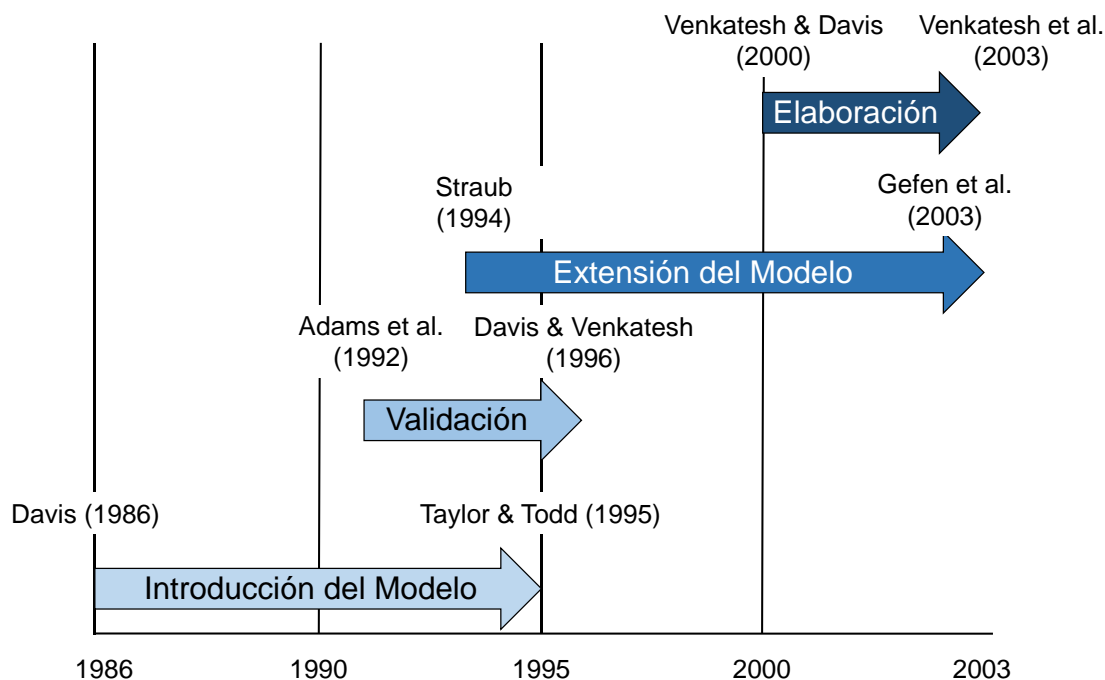 Venkatesh & Davis
(2000)
Venkatesh et al.
(2003)
Elaboración
Straub
(1994)
Gefen et al.
(2003)
Extensión del Modelo
Adams et al.
(1992)
Davis & Venkatesh
(1996)
Validación
Davis (1986)
Taylor & Todd (1995)
Introducción del Modelo
1986
1990
1995
2000
2003